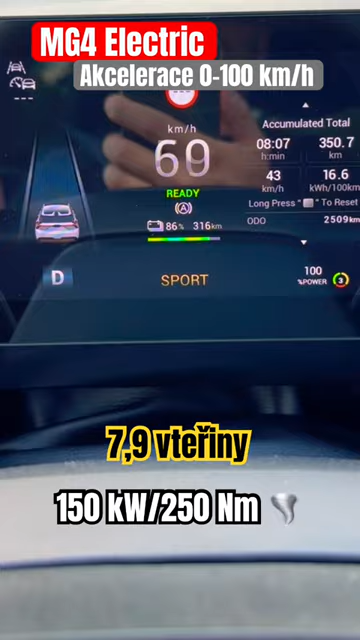 MG4 Electric
Akcelerace 0-100 km/h
km/h
60
READY
(A)
86% 316km
D
SPORT
Accumulated Total
08:07 350.7
h:min km
43 16.6
km/h kWh/100km
Long Press " " To Reset
ODO 2509km
100
%POWER 3
7,9 vteřiny
150 kW/250 Nm